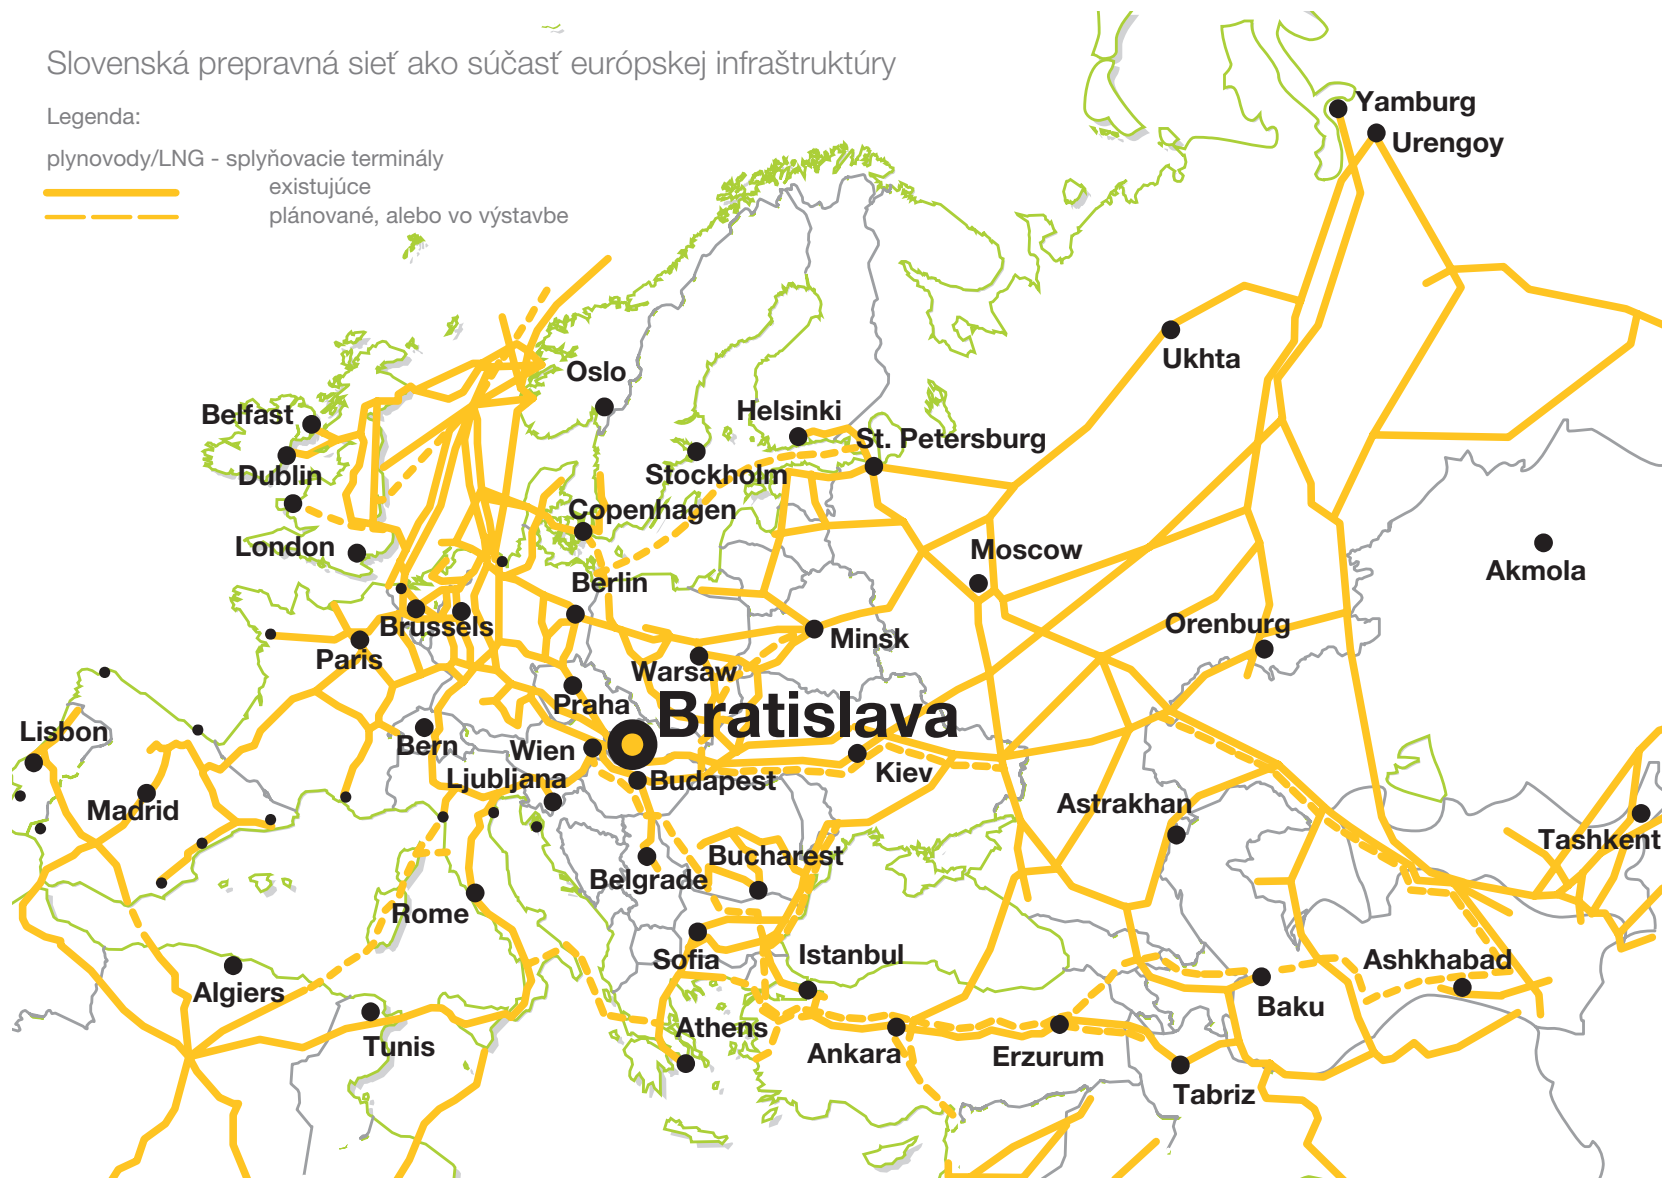 Slovenská prepravná sieť ako súčasť európskej infraštruktúry
Legenda:
plynovody/LNG - splyňovacie terminály
existujúce
plánované, alebo vo výstavbe
Yamburg
Urengoy
Ukhta
Oslo
Belfast
Helsinki
St. Petersburg
Dublin
Stockholm
Copenhagen
London
Moscow
Akmola
Berlin
Brussels
Orenburg
Minsk
Paris
Warsaw
Praha
Bratislava
Lisbon
Bern
Wien
Kiev
Ljubljana
Budapest
Madrid
Astrakhan
Tashkent
Bucharest
Belgrade
Rome
Sofia
Istanbul
Ashkhabad
Algiers
Baku
Athens
Tunis
Ankara
Erzurum
Tabriz